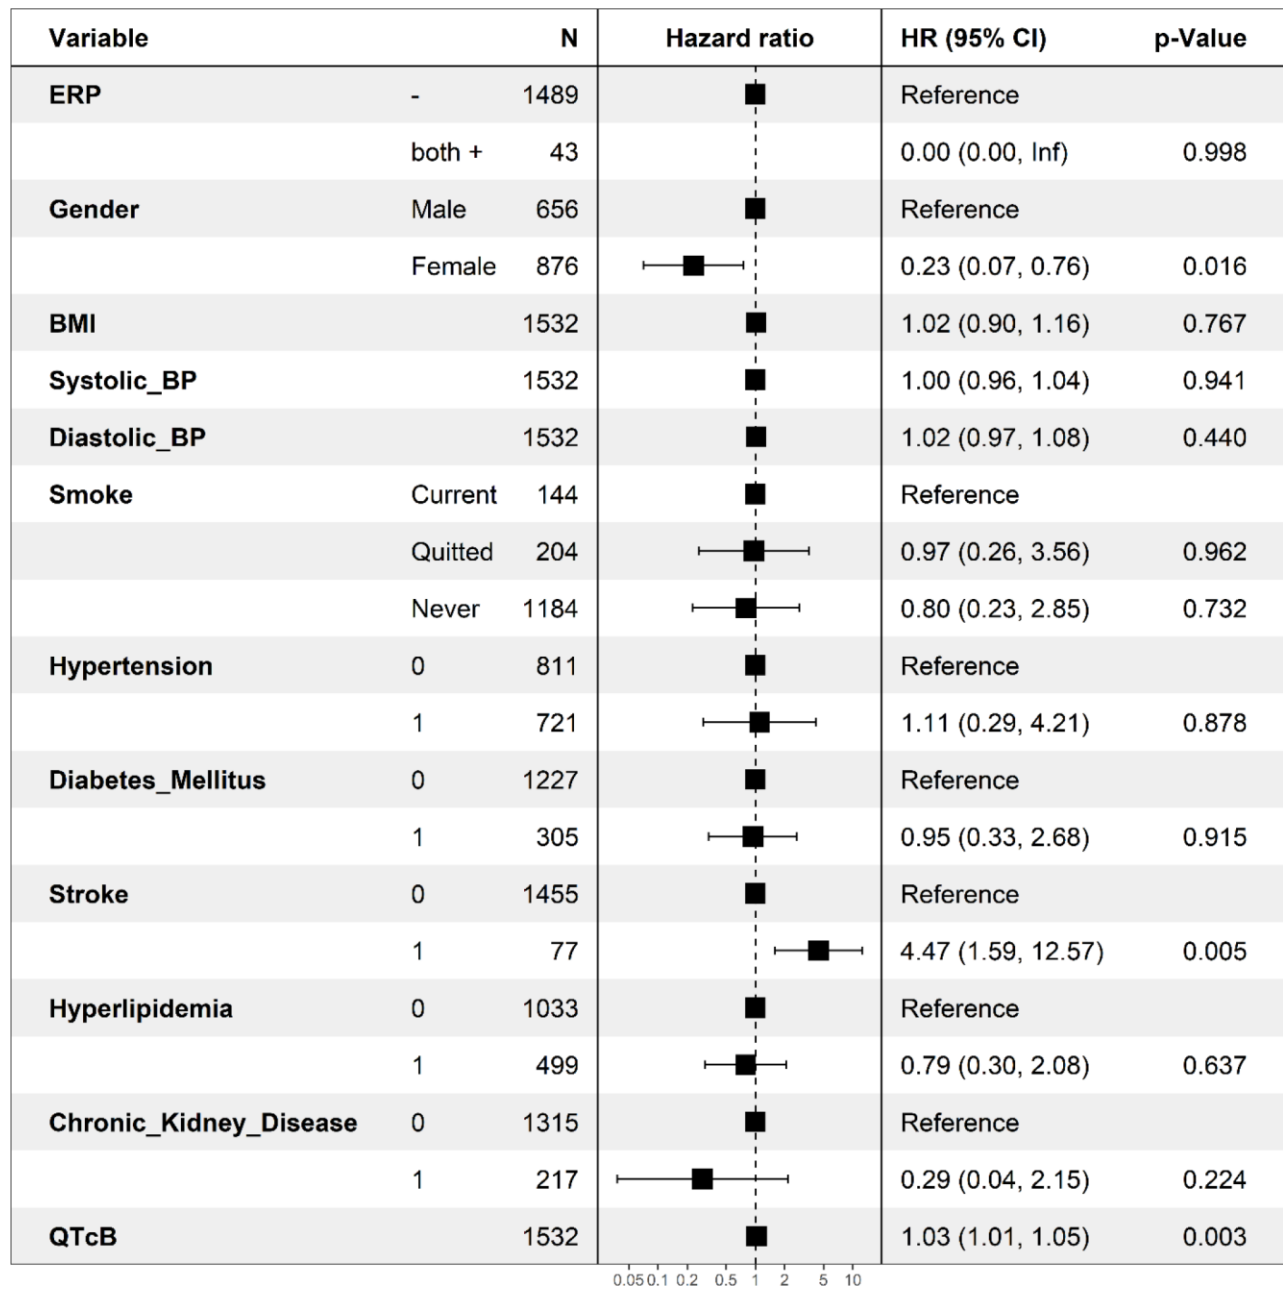 Variable N Hazard ratio HR (95% CI) p-Value
ERP - 1489 Reference
both + 43 0.00 (0.00, Inf) 0.998
Gender Male 656 Reference
Female 876 0.23 (0.07, 0.76) 0.016
BMI 1532 1.02 (0.90, 1.16) 0.767
Systolic_BP 1532 1.00 (0.96, 1.04) 0.941
Diastolic_BP 1532 1.02 (0.97, 1.08) 0.440
Smoke Current 144 Reference
Quitted 204 0.97 (0.26, 3.56) 0.962
Never 1184 0.80 (0.23, 2.85) 0.732
Hypertension 0 811 Reference
1 721 1.11 (0.29, 4.21) 0.878
Diabetes_Mellitus 0 1227 Reference
1 305 0.95 (0.33, 2.68) 0.915
Stroke 0 1455 Reference
1 77 4.47 (1.59, 12.57) 0.005
Hyperlipidemia 0 1033 Reference
1 499 0.79 (0.30, 2.08) 0.637
Chronic_Kidney_Disease 0 1315 Reference
1 217 0.29 (0.04, 2.15) 0.224
QTcB 1532 1.03 (1.01, 1.05) 0.003
0.05 0.1 0.2 0.5 1 2 5 10